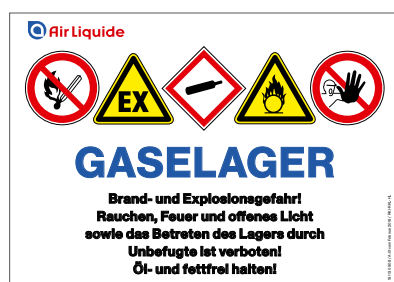 Air Liquide
EX
GASELAGER
Brand- und Explosionsgefahr!
Rauchen, Feuer und offenes Licht
sowie das Betreten des Lagers durch
Unbefugte ist verboten!
Öl- und fettfrei halten!